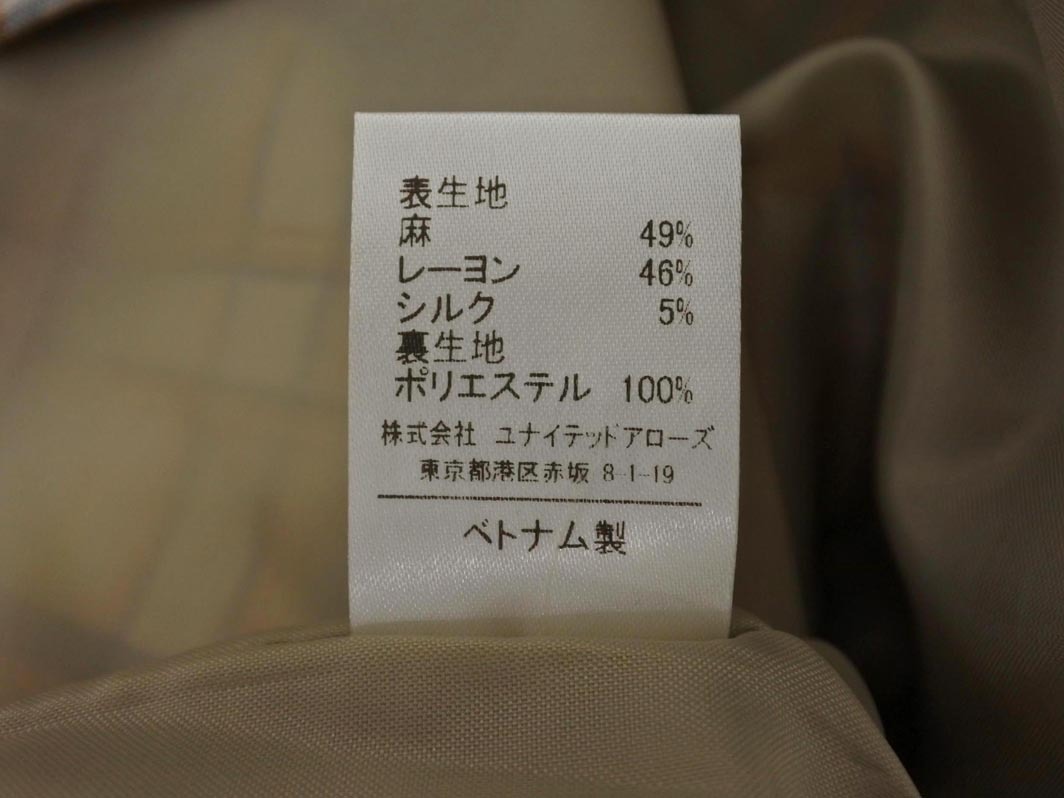 表生地
麻 49%
レーヨン 46%
シルク 5%
裏生地
ポリエステル 100%
株式会社 ユナイテッドアローズ
東京都港区赤坂 8-1-19
ベトナム製